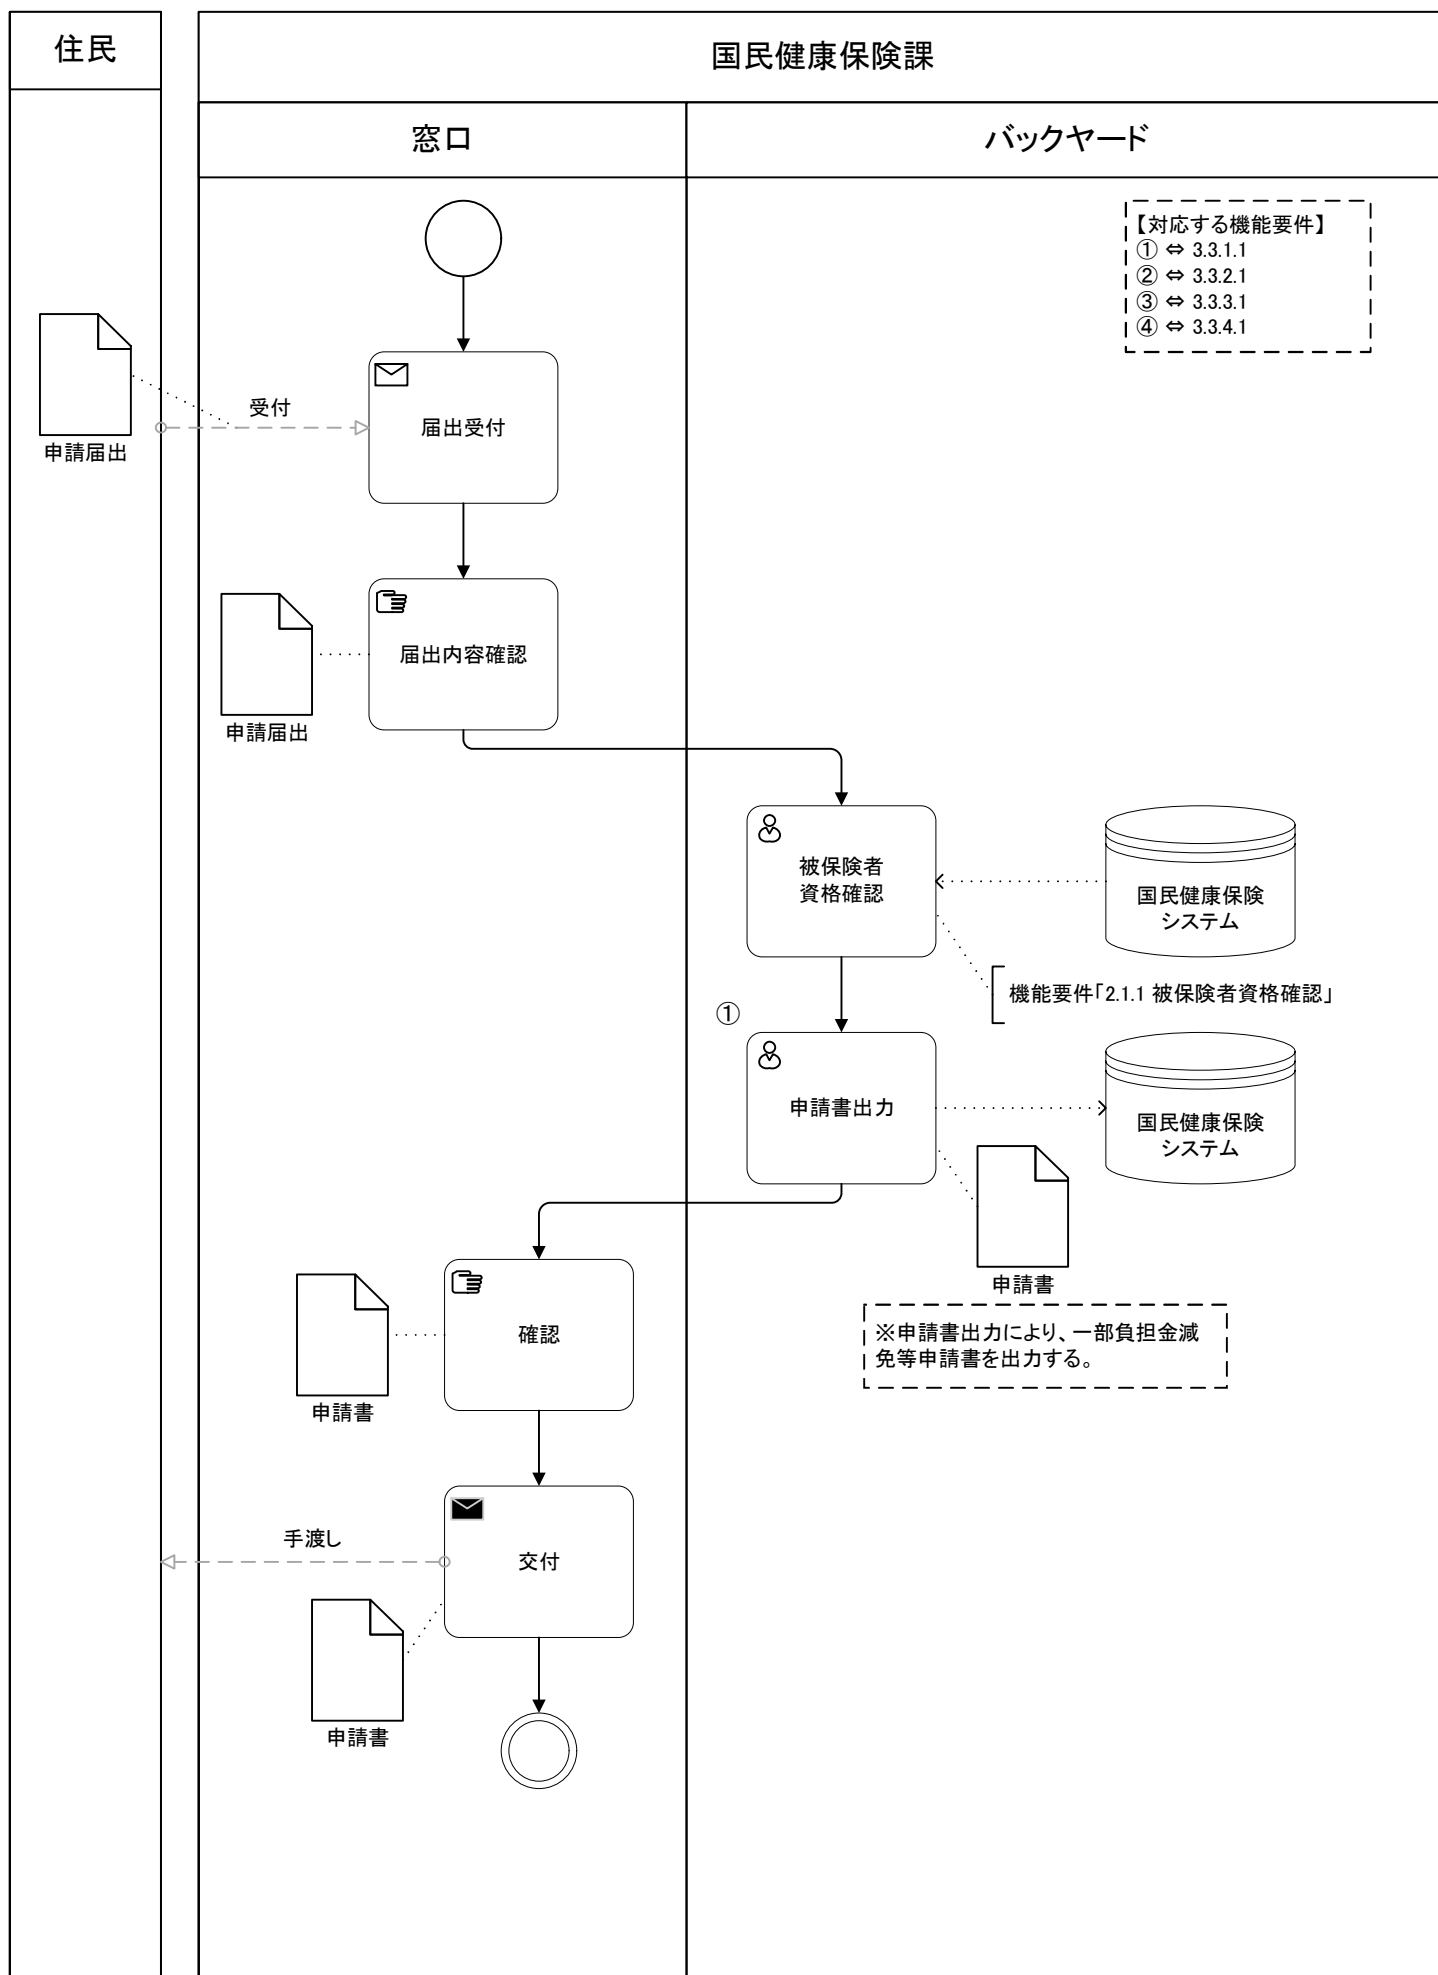 住民
国民健康保険課
窓口
バックヤード
【対応する機能要件】
① ⇔ 3.3.1.1
② ⇔ 3.3.2.1
③ ⇔ 3.3.3.1
④ ⇔ 3.3.4.1
申請届出
受付
届出受付
届出内容確認
申請届出
被保険者
資格確認
国民健康保険
システム
機能要件「2.1.1 被保険者資格確認」
①
申請書出力
国民健康保険
システム
申請書
※申請書出力により、一部負担金減
免等申請書を出力する。
確認
申請書
手渡し
交付
申請書